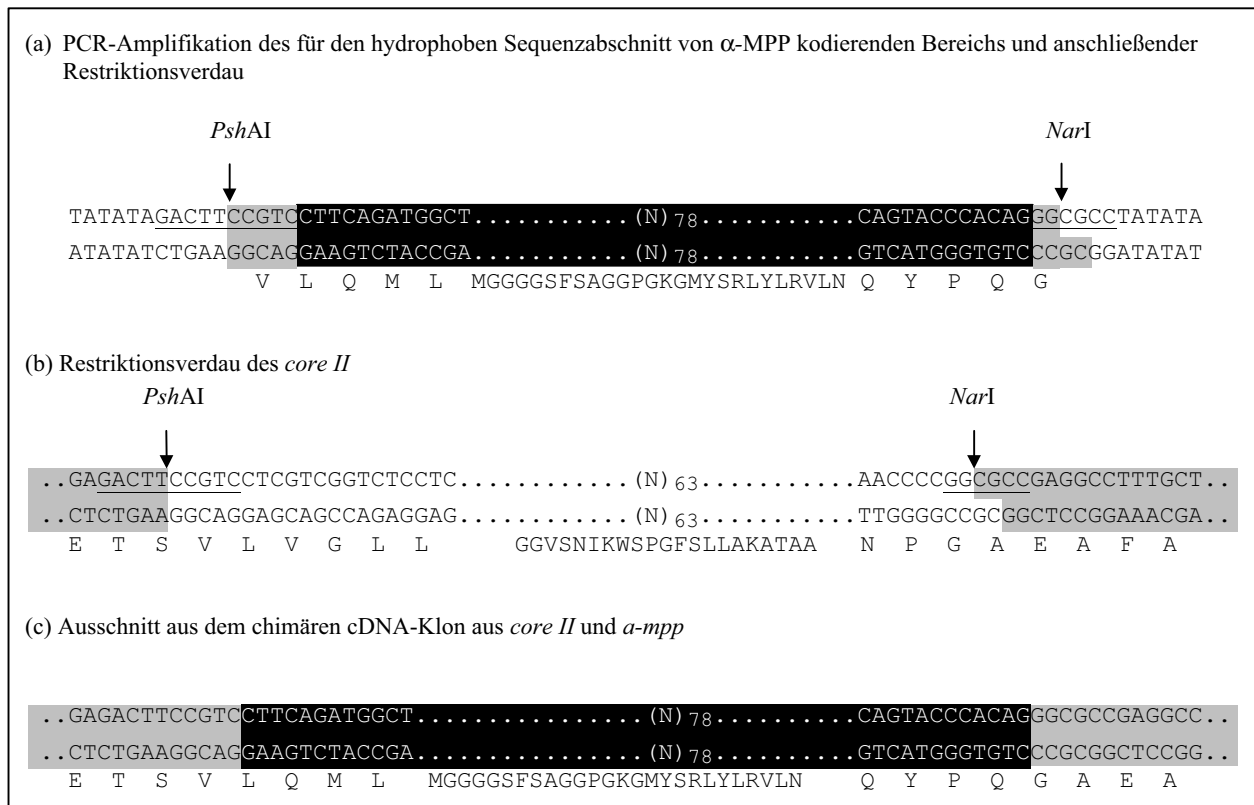 (a) PCR-Amplifikation des für den hydrophoben Sequenzabschnitt von α-MPP kodierenden Bereichs und anschließender
Restriktionsverdau
PshAI NarI
TATATAGACTTCCGTCCTTCAGATGGCT...........(N)78...........CAGTACCCACAGGGCGCCTATATA
ATATATCTGAAGGCAGGAAGTCTACCGA...........(N)78...........GTCATGGGTGTCCCGCGGATATAT
V L Q M L MGGGGSFSAGGPGKGMYSRLYLRVLN Q Y P Q G
(b) Restriktionsverdau des core II
PshAI NarI
..GAGACTTCCGTCCTCGTCGGTCTCCTC............(N)63...........AACCCCGGCGCCGAGGCCTTTGCT..
..CTCTGAAGGCAGGAGCAGCCAGAGGAG............(N)63...........TTGGGGCCGCGGCTCCGGAAACGA..
E T S V L V G L L GGVSNIKWSPGFSLLAKATAA N P G A E A F A
(c) Ausschnitt aus dem chimären cDNA-Klon aus core II und a-mpp
..GAGACTTCCGTCCTTCAGATGGCT................(N)78..........CAGTACCCACAGGGCGCCGAGGCC..
..CTCTGAAGGCAGGAAGTCTACCGA................(N)78..........GTCATGGGTGTCCCGCGGCTCCGG..
E T S V L Q M L MGGGGSFSAGGPGKGMYSRLYLRVLN Q Y P Q G A E A